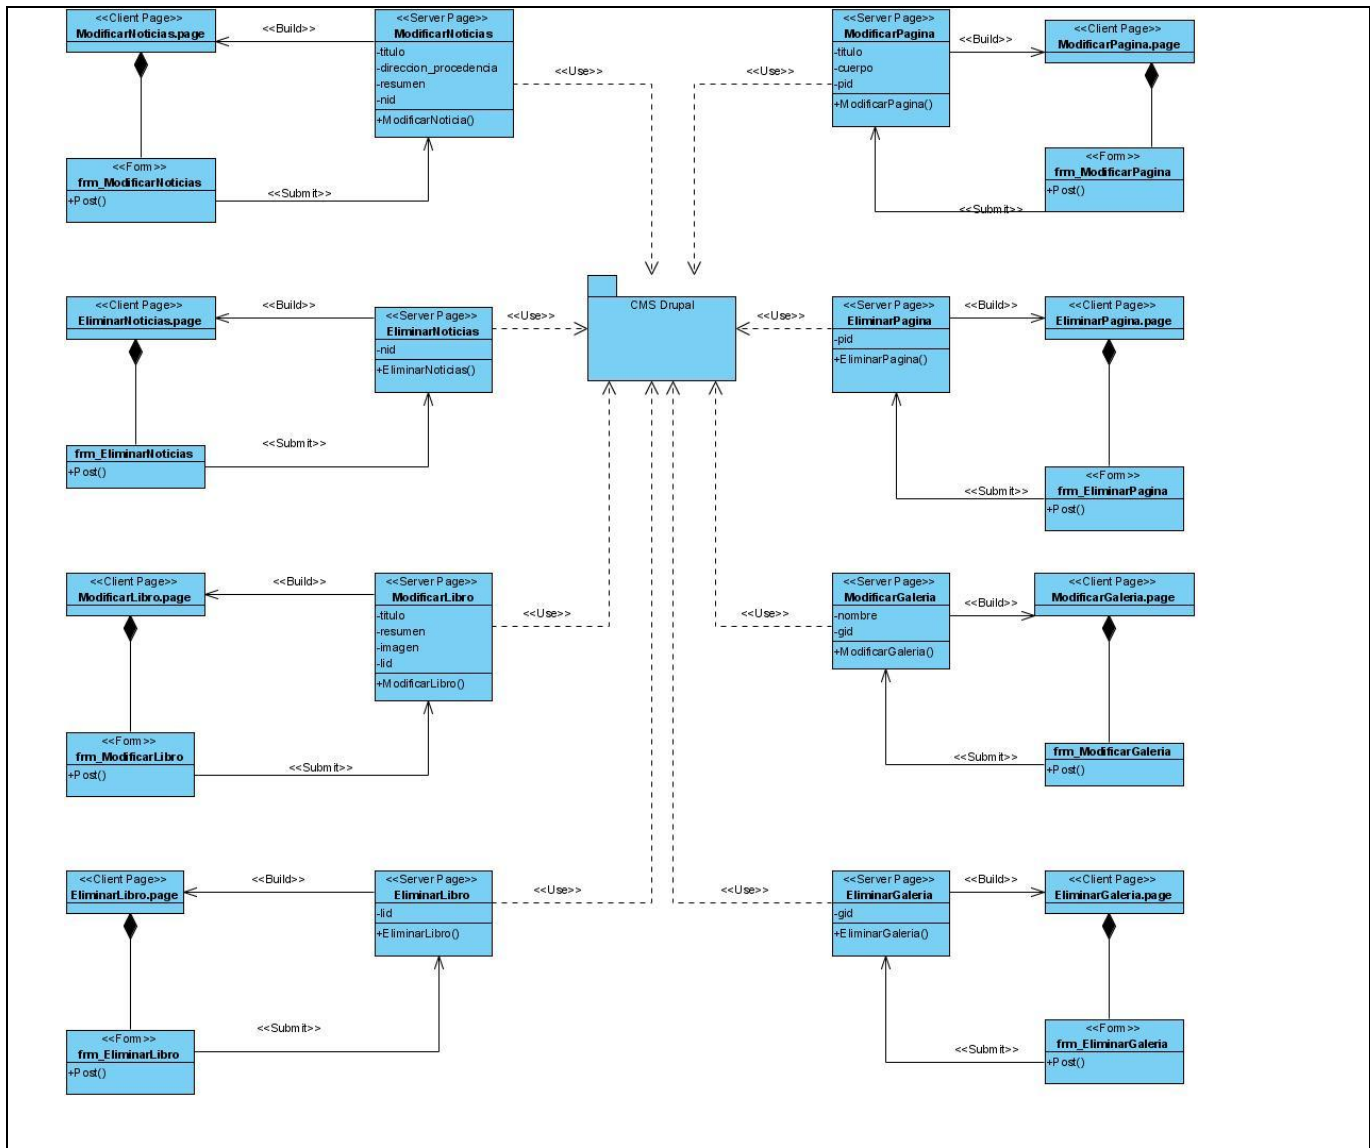 <<Client Page>>
ModificarNoticias.page
<<Build>>
<<Server Page>>
ModificarNoticias
-titulo
-direccion_procedencia
-resumen
-nid
+ModificarNoticia()
<<Use>>
<<Form>>
frm_ModificarNoticias
+Post()
<<Submit>>
<<Server Page>>
ModificarPagina
-titulo
-cuerpo
-pid
+ModificarPagina()
<<Use>>
<<Build>>
<<Client Page>>
ModificarPagina.page
<<Form>>
frm_ModificarPagina
+Post()
<<Submit>>
CMS Drupal
<<Client Page>>
EliminarNoticias.page
<<Build>>
<<Server Page>>
EliminarNoticias
-nid
+EliminarNoticias()
<<Use>>
frm_EliminarNoticias
+Post()
<<Submit>>
<<Use>>
<<Server Page>>
EliminarPagina
-pid
+EliminarPagina()
<<Build>>
<<Client Page>>
EliminarPagina.page
<<Form>>
frm_EliminarPagina
+Post()
<<Submit>>
<<Client Page>>
ModificarLibro.page
<<Build>>
<<Server Page>>
ModificarLibro
-titulo
-resumen
-imagen
-lid
+ModificarLibro()
<<Use>>
<<Form>>
frm_ModificarLibro
+Post()
<<Submit>>
<<Use>>
<<Server Page>>
ModificarGaleria
-nombre
-gid
+ModificarGaleria()
<<Build>>
<<Client Page>>
ModificarGaleria.page
frm_ModificarGaleria
+Post()
<<Submit>>
<<Client Page>>
EliminarLibro.page
<<Build>>
<<Server Page>>
EliminarLibro
-lid
+EliminarLibro()
<<Use>>
<<Form>>
frm_EliminarLibro
+Post()
<<Submit>>
<<Use>>
<<Server Page>>
EliminarGaleria
-gid
+EliminarGaleria()
<<Build>>
<<Client Page>>
EliminarGaleria.page
<<Form>>
frm_EliminarGaleria
+Post()
<<Submit>>